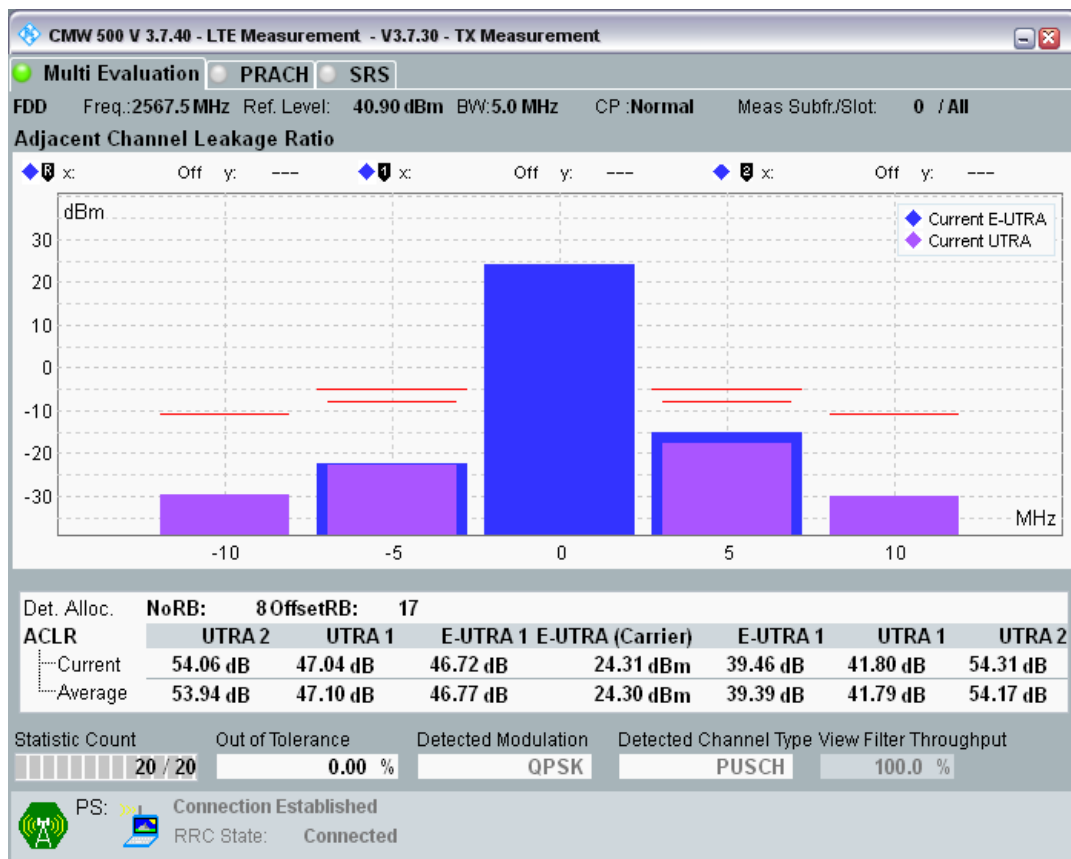 CMW 500 V 3.7.40 - LTE Measurement - V3.7.30 - TX Measurement
Multi Evaluation PRACH SRS
FDD Freq.:2567.5 MHz Ref. Level: 40.90 dBm BW:5.0 MHz CP :Normal Meas Subfr./Slot: 0 / All
Adjacent Channel Leakage Ratio
R x: Off y: --- 1 x: Off y: --- 2 x: Off y: ---
dBm
Current E-UTRA
Current UTRA
30
20
10
0
-10
-20
-30
MHz
-10 -5 0 5 10
Det. Alloc. NoRB: 8 OffsetRB: 17
ACLR UTRA 2 UTRA 1 E-UTRA 1 E-UTRA (Carrier) E-UTRA 1 UTRA 1 UTRA 2
Current 54.06 dB 47.04 dB 46.72 dB 24.31 dBm 39.46 dB 41.80 dB 54.31 dB
Average 53.94 dB 47.10 dB 46.77 dB 24.30 dBm 39.39 dB 41.79 dB 54.17 dB
Statistic Count Out of Tolerance Detected Modulation Detected Channel Type View Filter Throughput
20 / 20 0.00 % QPSK PUSCH 100.0 %
PS: Connection Established
RRC State: Connected